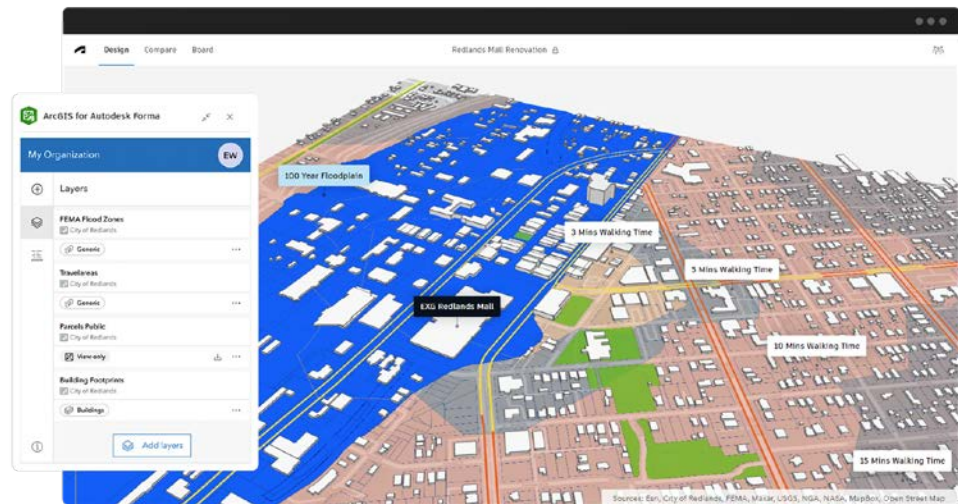 Design Compare Board
Redlands Mall Renovation
ArcGIS for Autodesk Forma
My Organization
EW
Layers
FEMA Flood Zones
City of Redlands
Generic
Travelareas
City of Redlands
Generic
Parcels Public
City of Redlands
View only
Building Footprints
City of Redlands
Buildings
Add layers
100 Year Floodplain
3 Mins Walking Time
5 Mins Walking Time
EXG Redlands Mall
10 Mins Walking Time
15 Mins Walking Time
Sources: Esri, City of Redlands, FEMA, Maxar, USGS, NGA, NASA, MapBox, Open Street Map